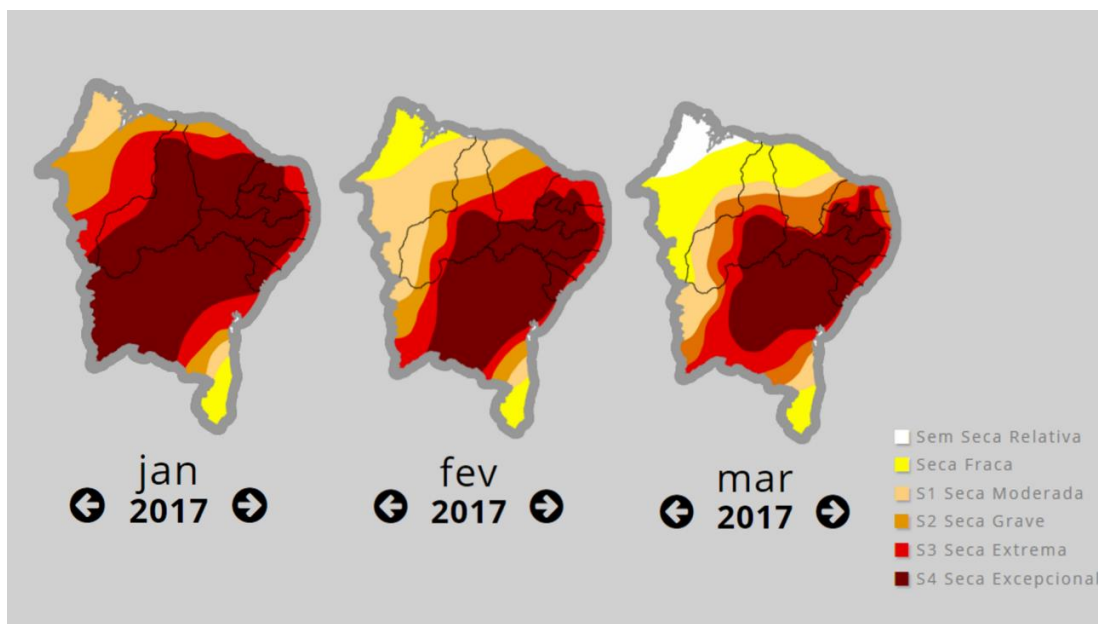 jan
2017
fev
2017
mar
2017
Sem Seca Relativa
Seca Fraca
S1 Seca Moderada
S2 Seca Grave
S3 Seca Extrema
S4 Seca Excepcional